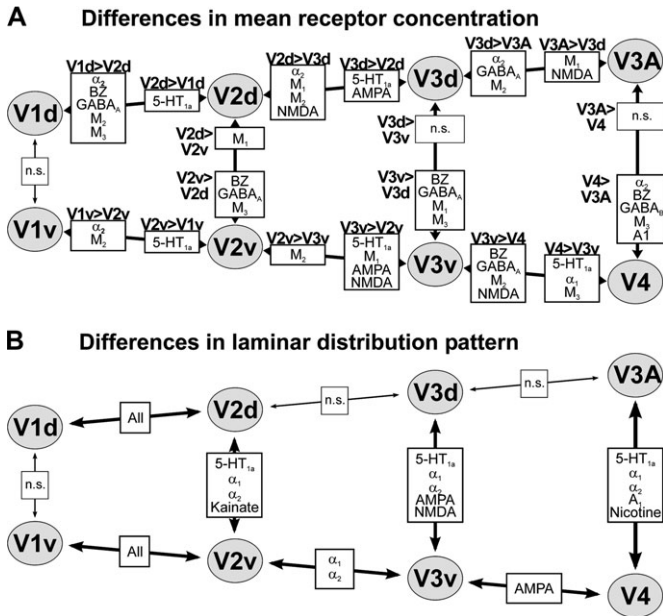 A Differences in mean receptor concentration
V1d>V2d
α2
BZ
GABAA
M2
M3
V2d>V1d
5-HT1a
V2d>V3d
α2
M1
M2
NMDA
V3d>V2d
5-HT1a
AMPA
V3d>V3A
α2
GABAA
M2
V3A>V3d
M1
NMDA
V1d
V2d
V3d
V3A
n.s.
V2d>
V2v
M1
V3d>
V3v
n.s.
V3A>
V4
n.s.
V2v>
V2d
BZ
GABAA
M3
V3v>
V3d
BZ
GABAA
M1
M3
V4>
V3A
α2
BZ
GABAB
M3
A1
V1v
V2v
V3v
V4
V1v>V2v
α2
M2
V2v>V1v
5-HT1a
V2v>V3v
M2
V3v>V2v
5-HT1a
M1
AMPA
NMDA
V3v>V4
BZ
GABAA
M2
NMDA
V4>V3v
5-HT1a
α1
M3
B Differences in laminar distribution pattern
V1d
All
V2d
n.s.
V3d
n.s.
V3A
n.s.
5-HT1a
α1
α2
Kainate
5-HT1a
α1
α2
AMPA
NMDA
5-HT1a
α1
α2
A1
Nicotine
V1v
All
V2v
α1
α2
V3v
AMPA
V4